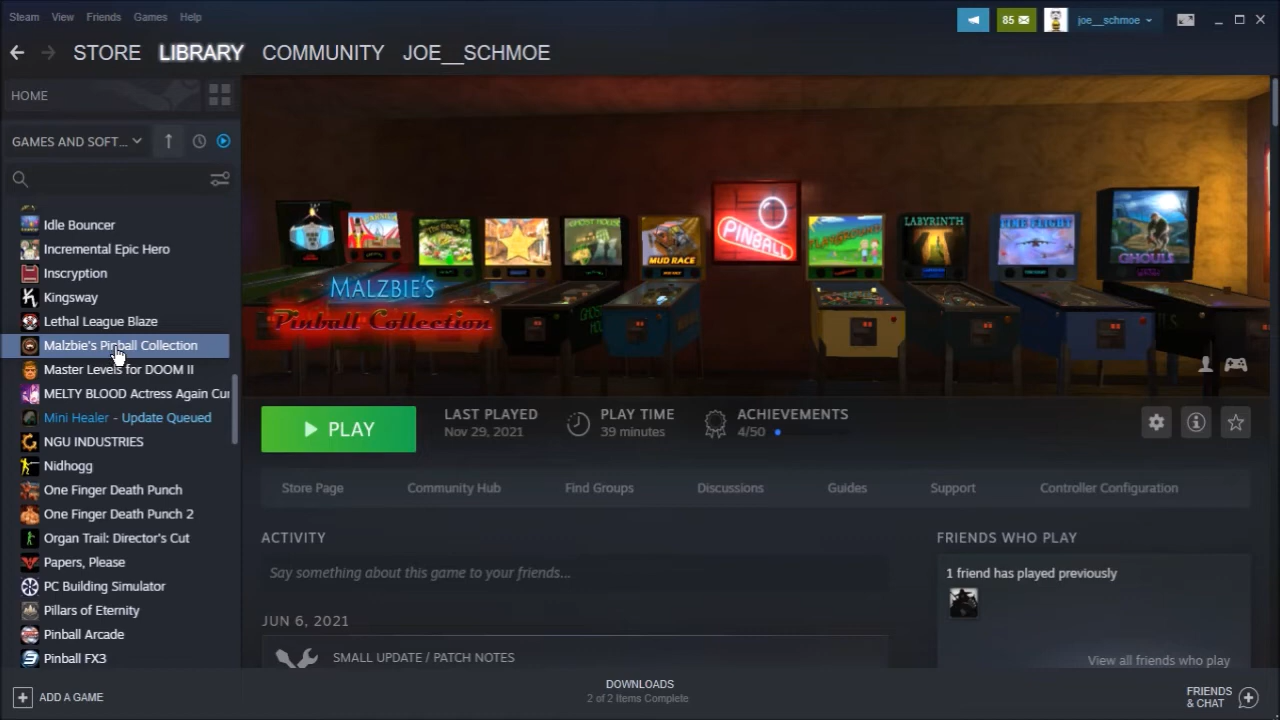 Steam View Friends Games Help
85
joe__schmoe
STORE LIBRARY COMMUNITY JOE__SCHMOE
HOME
GAMES AND SOFT...
Idle Bouncer
Incremental Epic Hero
Inscryption
Kingsway
Lethal League Blaze
Malzbie's Pinball Collection
Master Levels for DOOM II
MELTY BLOOD Actress Again Cur
Mini Healer - Update Queued
NGU INDUSTRIES
Nidhogg
One Finger Death Punch
One Finger Death Punch 2
Organ Trail: Director's Cut
Papers, Please
PC Building Simulator
Pillars of Eternity
Pinball Arcade
Pinball FX3
ADD A GAME
GHOST HOUSE
MUD RACE
PINBALL
PLAYGROUND
LABYRINTH
TIME FLIGHT
GHOULS
MALZBIE'S
Pinball Collection
PLAY
LAST PLAYED
Nov 29, 2021
PLAY TIME
39 minutes
ACHIEVEMENTS
4/50
Store Page Community Hub Find Groups Discussions Guides Support Controller Configuration
ACTIVITY
Say something about this game to your friends...
JUN 6, 2021
SMALL UPDATE / PATCH NOTES
FRIENDS WHO PLAY
1 friend has played previously
View all friends who play
DOWNLOADS
2 of 2 Items Complete
FRIENDS
& CHAT